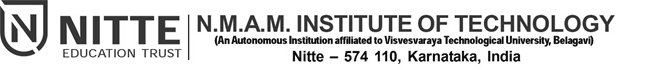 N NITTE
EDUCATION TRUST
N.M.A.M. INSTITUTE OF TECHNOLOGY
(An Autonomous Institution affiliated to Visvesvaraya Technological University, Belagavi)
Nitte – 574 110, Karnataka, India